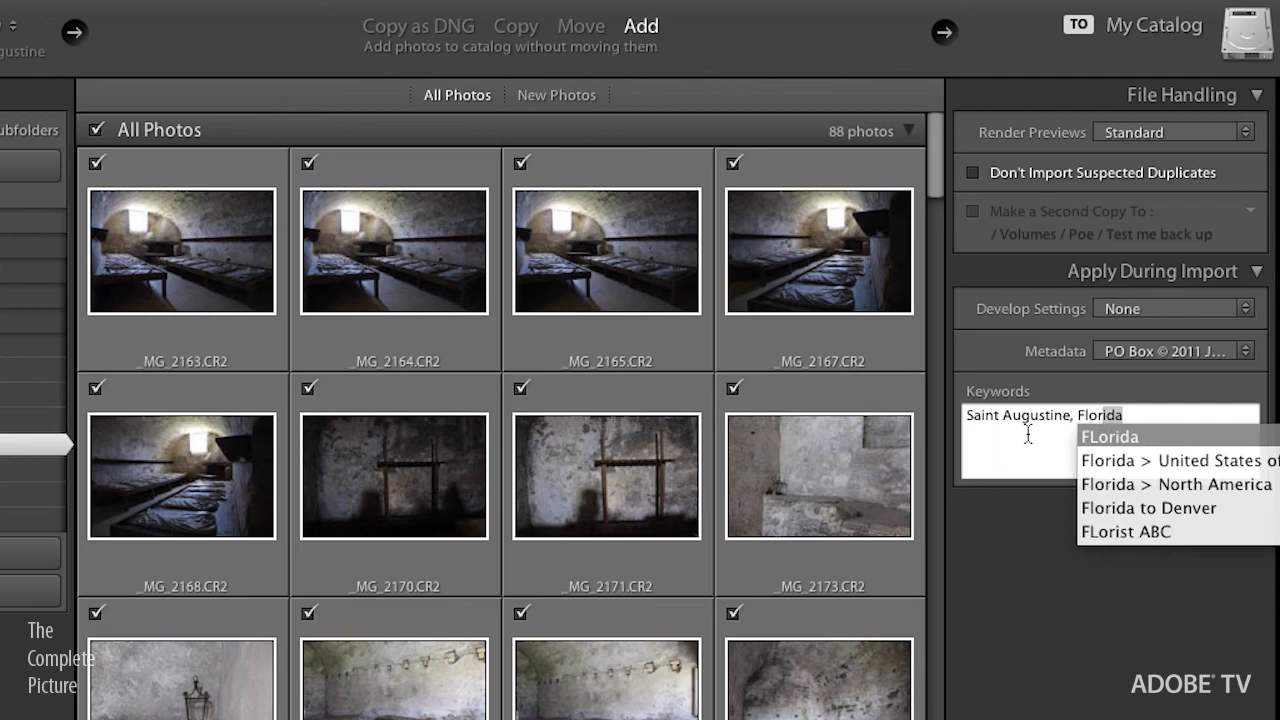 Copy as DNG Copy Move Add
Add photos to catalog without moving them
TO My Catalog
gustine
ubfolders
All Photos New Photos
All Photos
88 photos
_MG_2163.CR2
_MG_2164.CR2
_MG_2165.CR2
_MG_2167.CR2
_MG_2168.CR2
_MG_2170.CR2
_MG_2171.CR2
_MG_2173.CR2
File Handling
Render Previews Standard
Don't Import Suspected Duplicates
Make a Second Copy To :
/ Volumes / Poe / Test me back up
Apply During Import
Develop Settings None
Metadata PO Box © 2011 J...
Keywords
Saint Augustine, Florida
FLorida
Florida > United States of
Florida > North America
Florida to Denver
FLorist ABC
The
Complete
Picture
ADOBE® TV